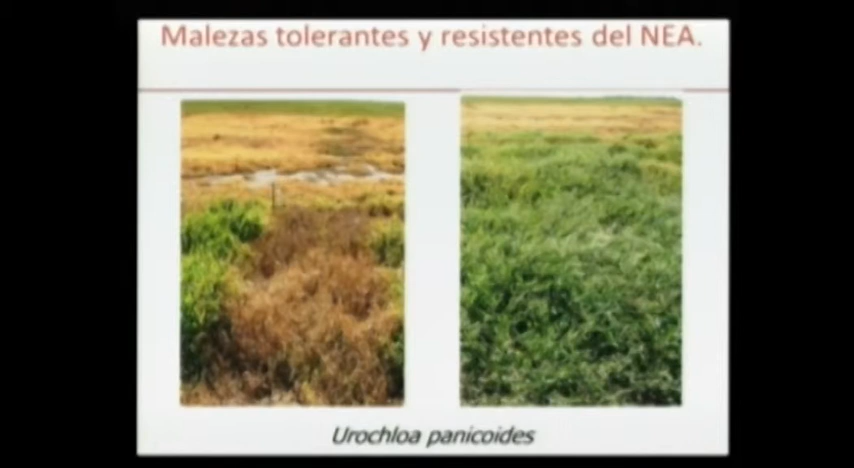 Malezas tolerantes y resistentes del NEA.
Urochloa panicoides